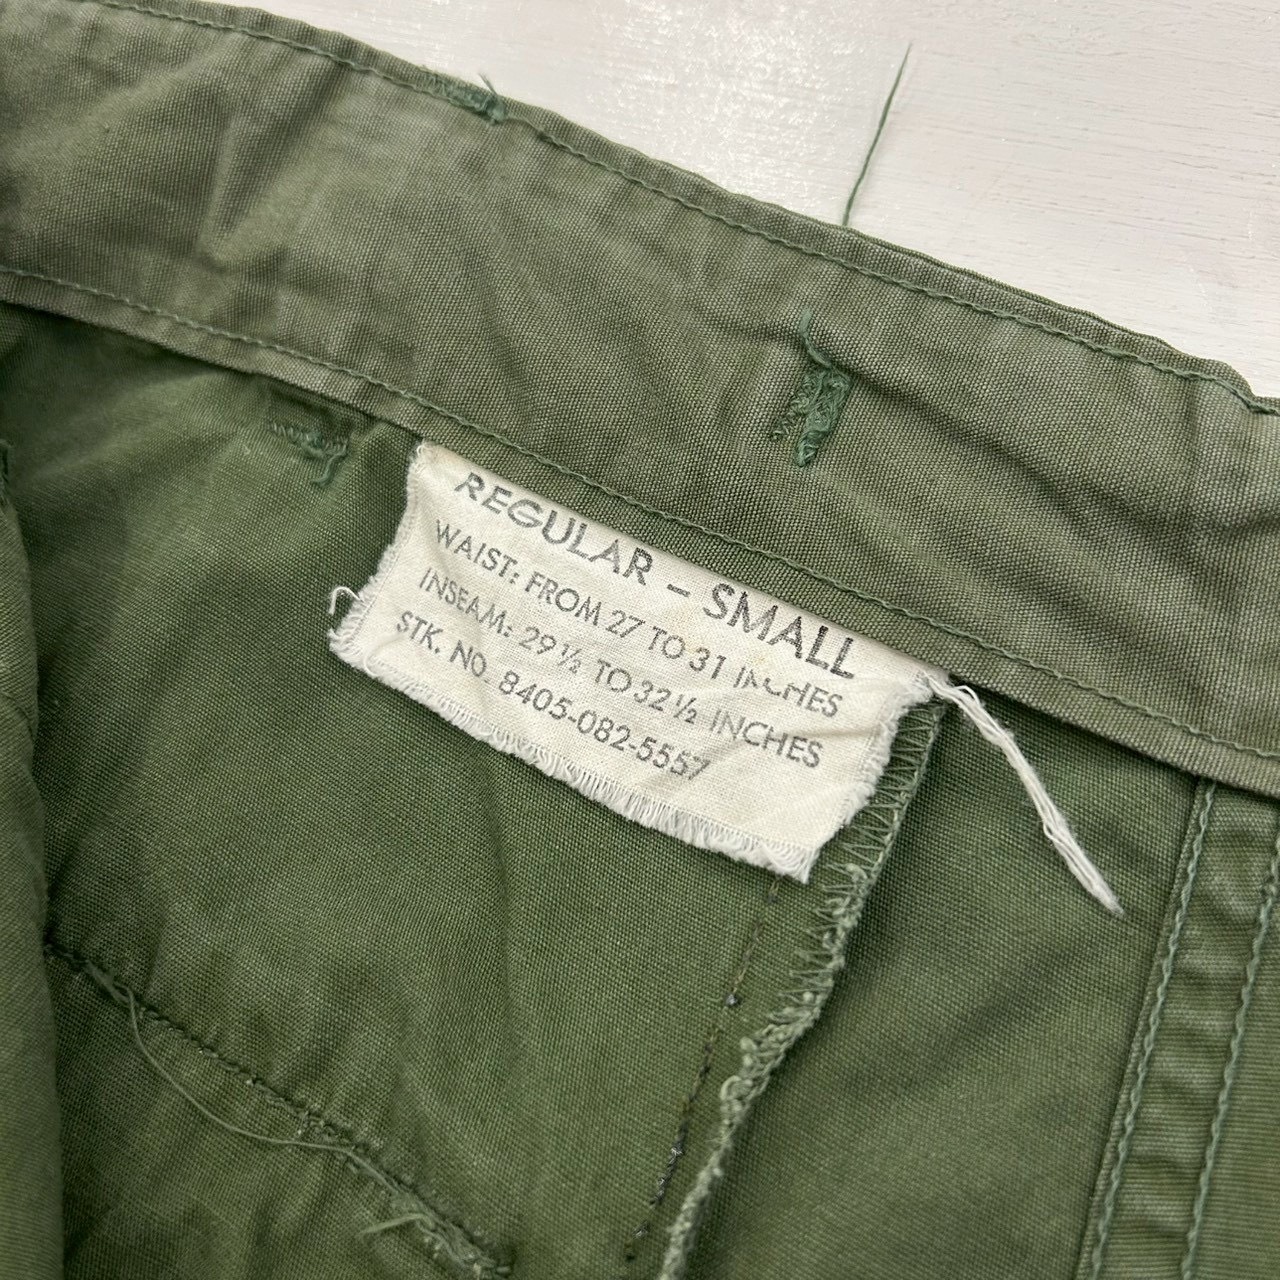 REGULAR – SMALL
WAIST: FROM 27 TO 31 INCHES
INSEAM: 29 ½ TO 32 ½ INCHES
STK. NO. 8405-082-5557